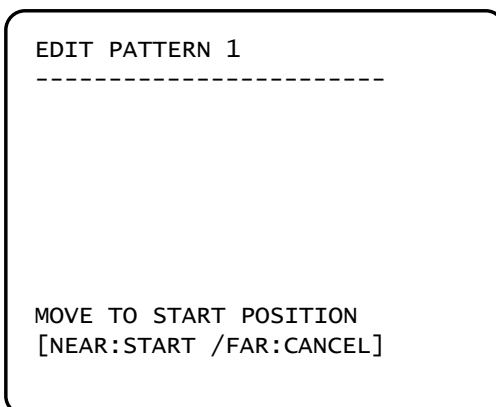 EDIT PATTERN 1
------------------------
MOVE TO START POSITION
[NEAR:START /FAR:CANCEL]